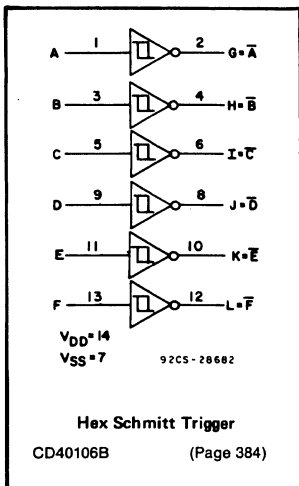 A 1 2 G=A̅
B 3 4 H=B̅
C 5 6 I=C̅
D 9 8 J=D̅
E 11 10 K=E̅
F 13 12 L=F̅
VDD=14
VSS=7 92CS-28682
Hex Schmitt Trigger
CD40106B (Page 384)